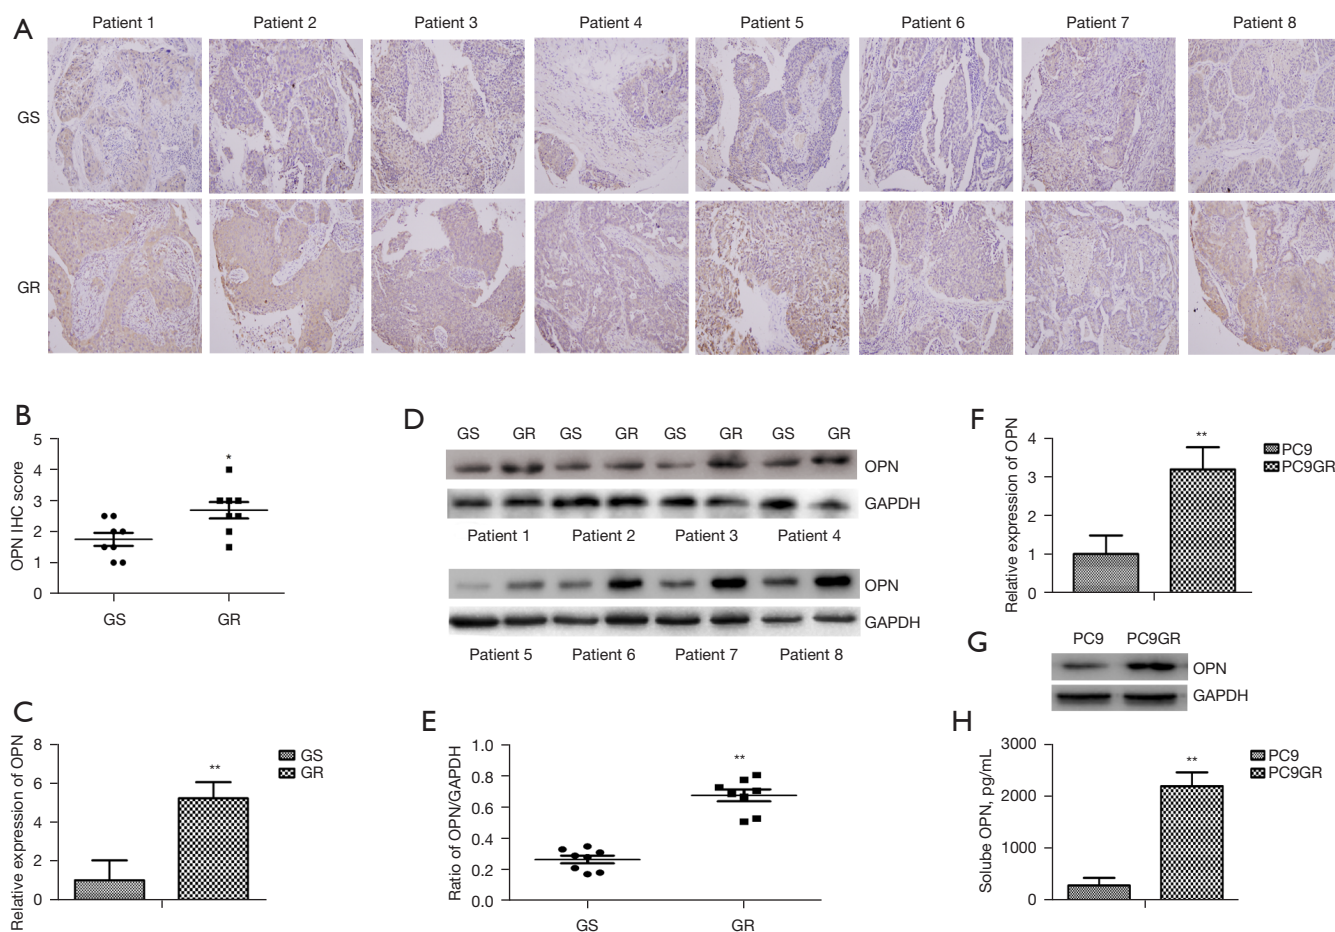 A
Patient 1 Patient 2 Patient 3 Patient 4 Patient 5 Patient 6 Patient 7 Patient 8
GS
GR
B
OPN IHC score
5
4
3
2
1
0
*
GS GR
C
Relative expression of OPN
8
6
4
2
0
**
GS
GR
D
GS GR GS GR GS GR GS GR
OPN
GAPDH
Patient 1 Patient 2 Patient 3 Patient 4
OPN
GAPDH
Patient 5 Patient 6 Patient 7 Patient 8
E
Ratio of OPN/GAPDH
1.0
0.8
0.6
0.4
0.2
0.0
**
GS GR
F
Relative expression of OPN
4
3
2
1
0
**
PC9
PC9GR
G
PC9 PC9GR
OPN
GAPDH
H
Solube OPN, pg/mL
3000
2000
1000
0
**
PC9
PC9GR